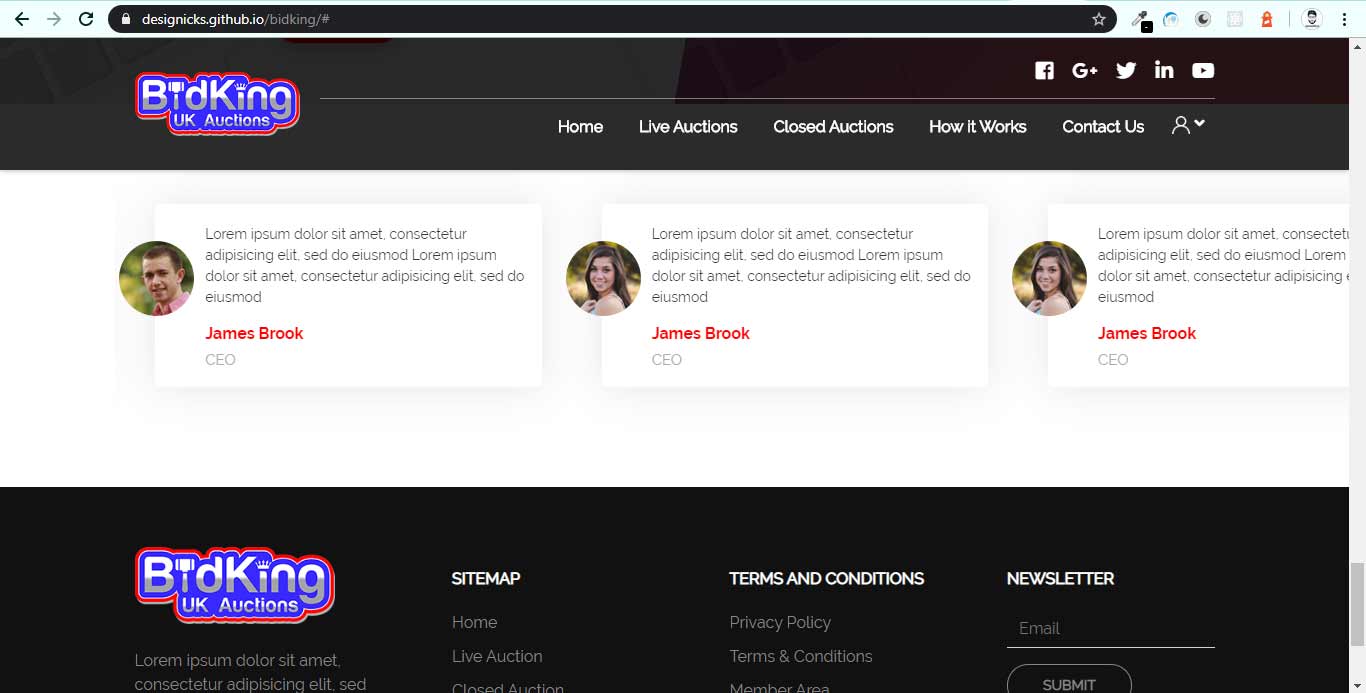 designicks.github.io/bidking/#
BidKing
UK Auctions
Home Live Auctions Closed Auctions How it Works Contact Us
Lorem ipsum dolor sit amet, consectetur
adipisicing elit, sed do eiusmod Lorem ipsum
dolor sit amet, consectetur adipisicing elit, sed do
eiusmod
James Brook
CEO
Lorem ipsum dolor sit amet, consectetur
adipisicing elit, sed do eiusmod Lorem ipsum
dolor sit amet, consectetur adipisicing elit, sed do
eiusmod
James Brook
CEO
Lorem ipsum dolor sit amet,
adipisicing elit, sed do eiusmod Lorem
dolor sit amet, consectetur adipisicing
eiusmod
James Brook
CEO
BidKing
UK Auctions
Lorem ipsum dolor sit amet,
consectetur adipisicing elit, sed
SITEMAP
Home
Live Auction
Closed Auction
TERMS AND CONDITIONS
Privacy Policy
Terms & Conditions
Member Area
NEWSLETTER
Email
SUBMIT